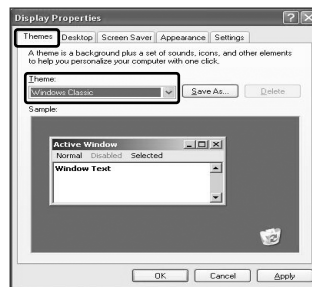 Display Properties
Themes Desktop Screen Saver Appearance Settings
A theme is a background plus a set of sounds, icons, and other elements
to help you personalize your computer with one click.
Theme:
Windows Classic
Save As...
Delete
Sample:
Active Window
Normal Disabled Selected
Window Text
OK Cancel Apply